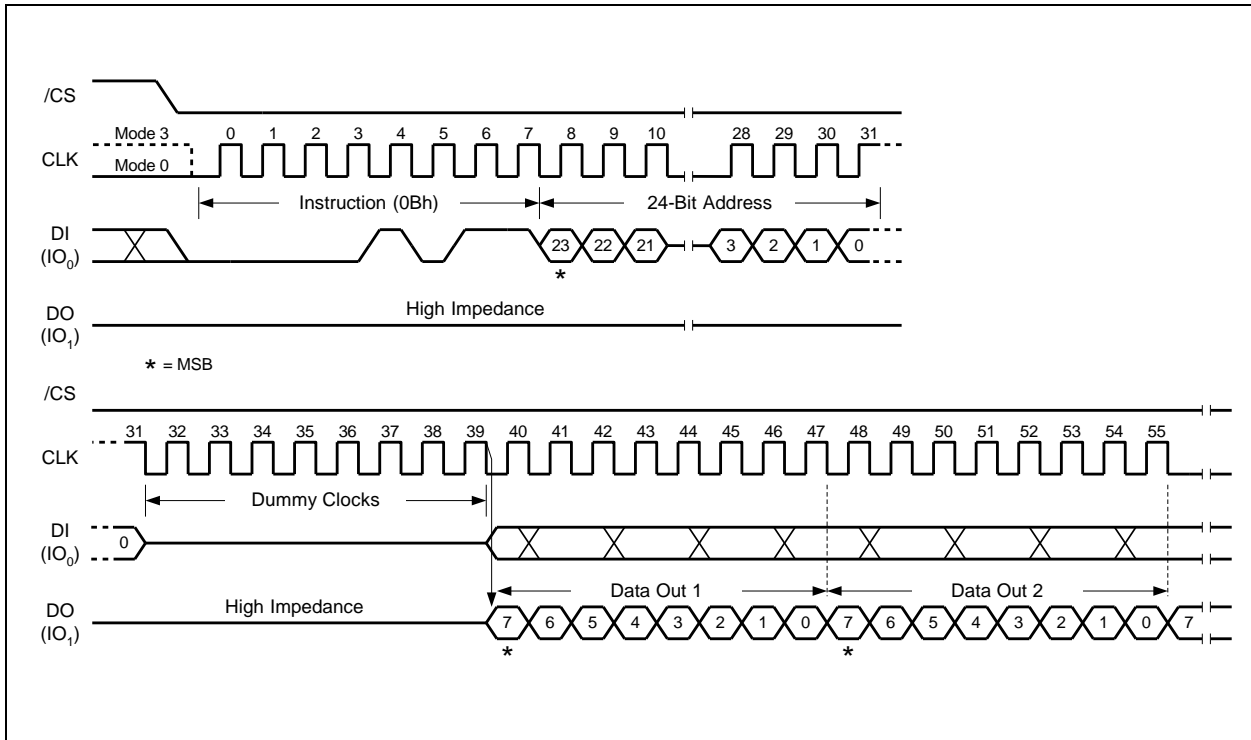 /CS
Mode 3
0 1 2 3 4 5 6 7 8 9 10 28 29 30 31
CLK
Mode 0
Instruction (0Bh)
24-Bit Address
DI
(IO0)
23 22 21 3 2 1 0
*
High Impedance
DO
(IO1)
* = MSB
/CS
31 32 33 34 35 36 37 38 39 40 41 42 43 44 45 46 47 48 49 50 51 52 53 54 55
CLK
Dummy Clocks
DI
(IO0)
0
Data Out 1
Data Out 2
High Impedance
DO
(IO1)
7 6 5 4 3 2 1 0 7 6 5 4 3 2 1 0 7
* *